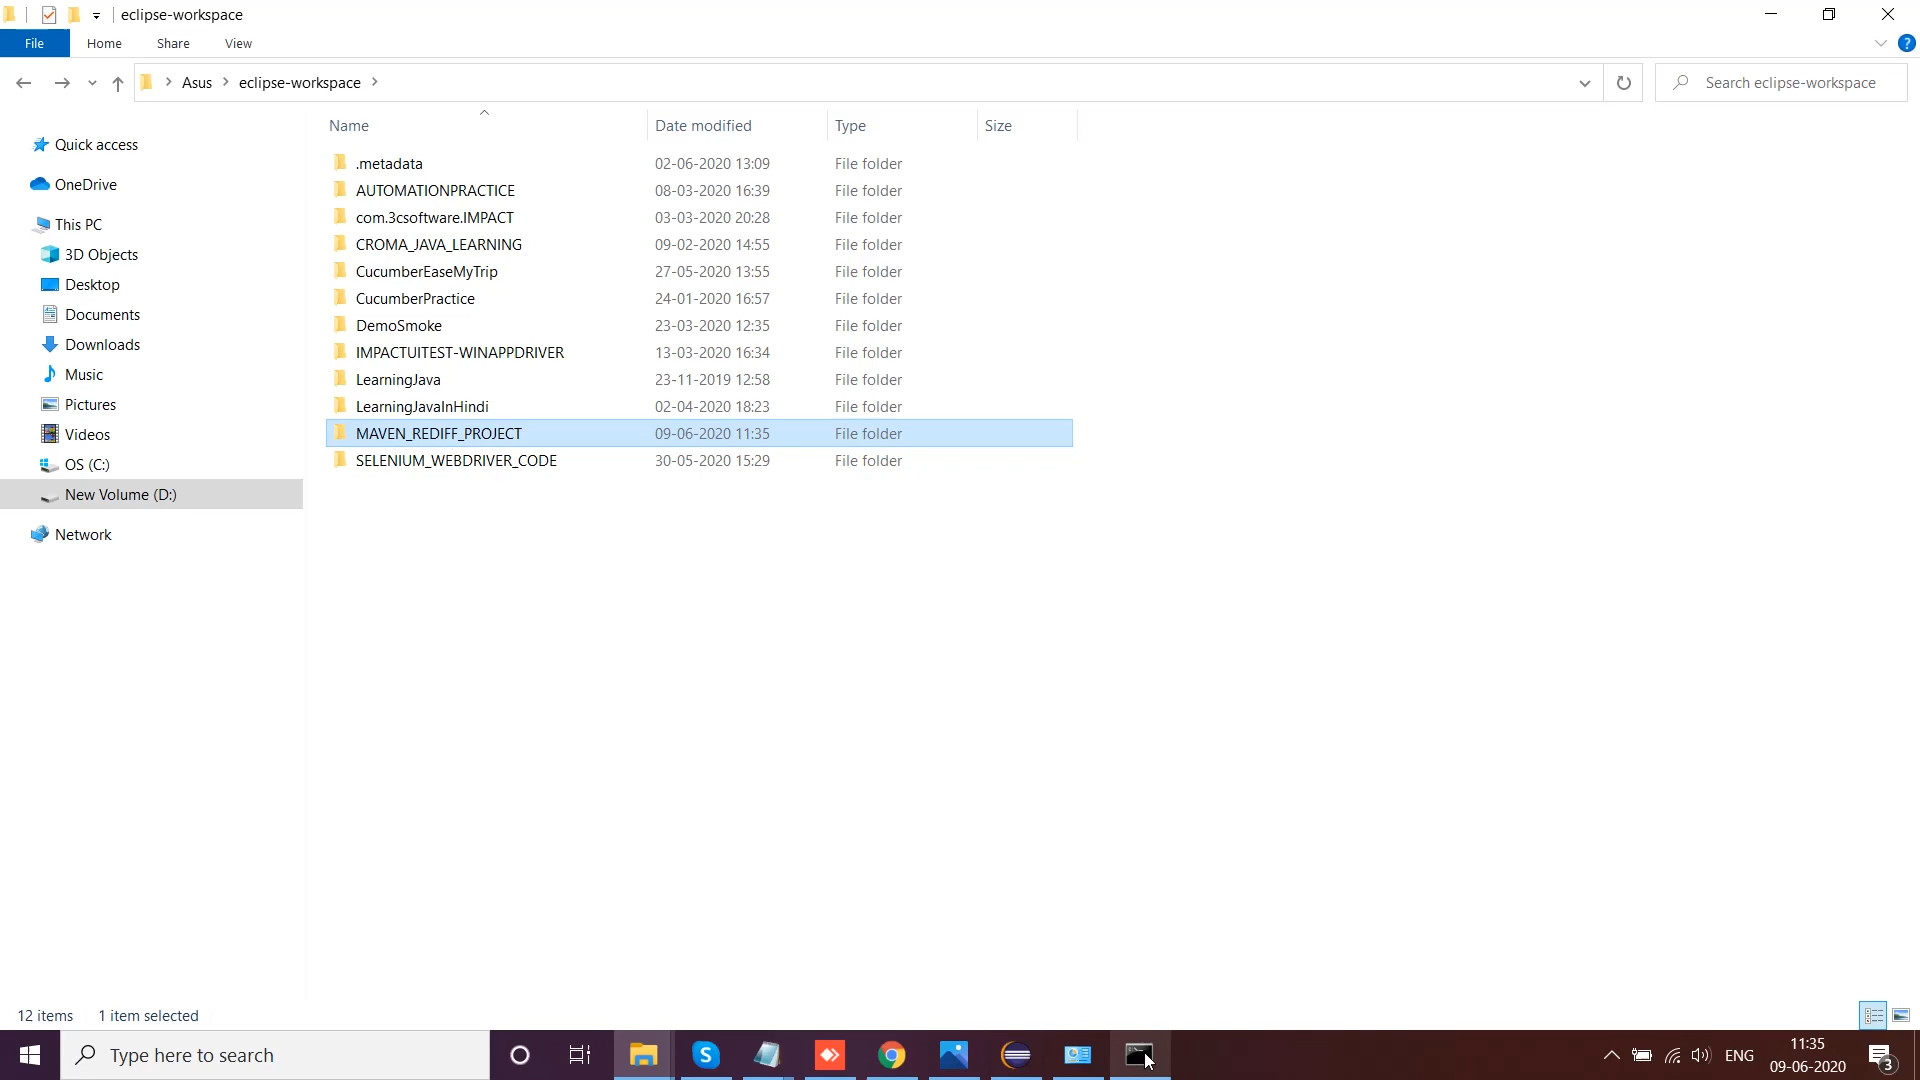 eclipse-workspace
File Home Share View
Asus eclipse-workspace Search eclipse-workspace
Name Date modified Type Size
Quick access
OneDrive
This PC
3D Objects
Desktop
Documents
Downloads
Music
Pictures
Videos
OS (C:)
New Volume (D:)
Network
.metadata 02-06-2020 13:09 File folder
AUTOMATIONPRACTICE 08-03-2020 16:39 File folder
com.3csoftware.IMPACT 03-03-2020 20:28 File folder
CROMA_JAVA_LEARNING 09-02-2020 14:55 File folder
CucumberEaseMyTrip 27-05-2020 13:55 File folder
CucumberPractice 24-01-2020 16:57 File folder
DemoSmoke 23-03-2020 12:35 File folder
IMPACTUITEST-WINAPPDRIVER 13-03-2020 16:34 File folder
LearningJava 23-11-2019 12:58 File folder
LearningJavaInHindi 02-04-2020 18:23 File folder
MAVEN_REDIFF_PROJECT 09-06-2020 11:35 File folder
SELENIUM_WEBDRIVER_CODE 30-05-2020 15:29 File folder
12 items 1 item selected
Type here to search
ENG
11:35
09-06-2020
3